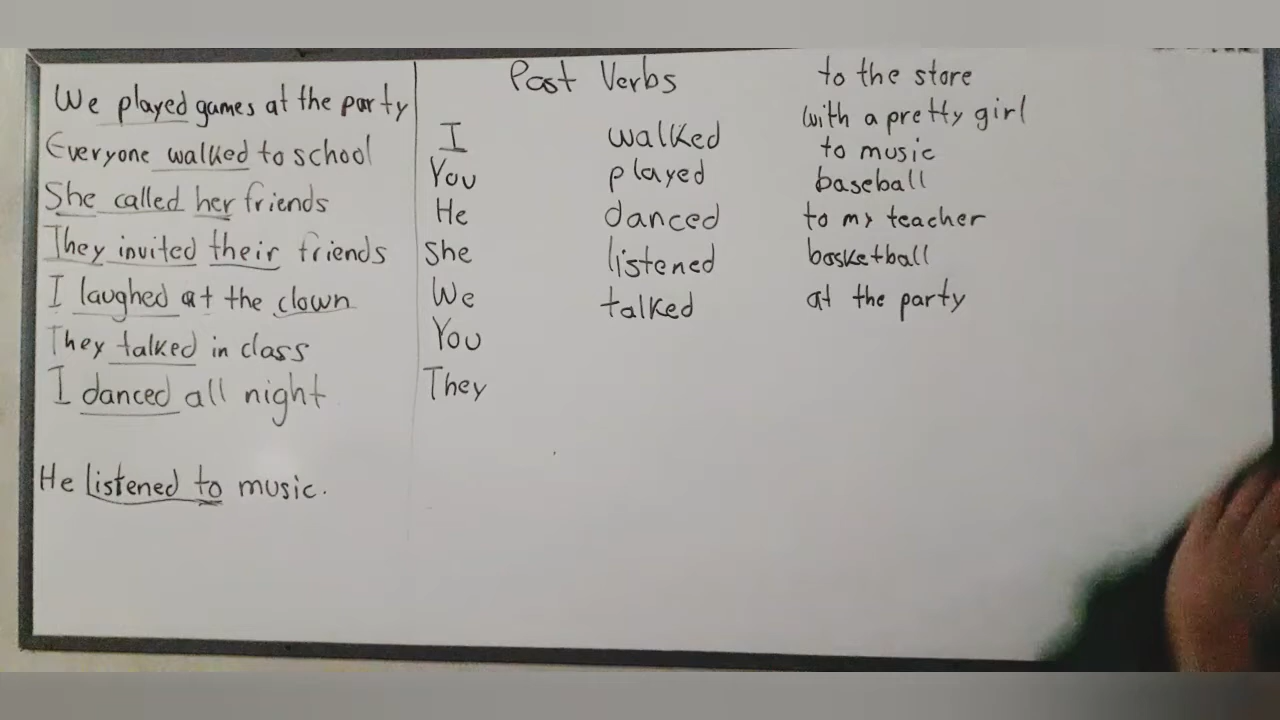 We played games at the party
Everyone walked to school
She called her friends
They invited their friends
I laughed at the clown
They talked in class
I danced all night
He listened to music.
Past Verbs
I
You
He
She
We
You
They
walked
played
danced
listened
talked
to the store
with a pretty girl
to music
baseball
to my teacher
basketball
at the party